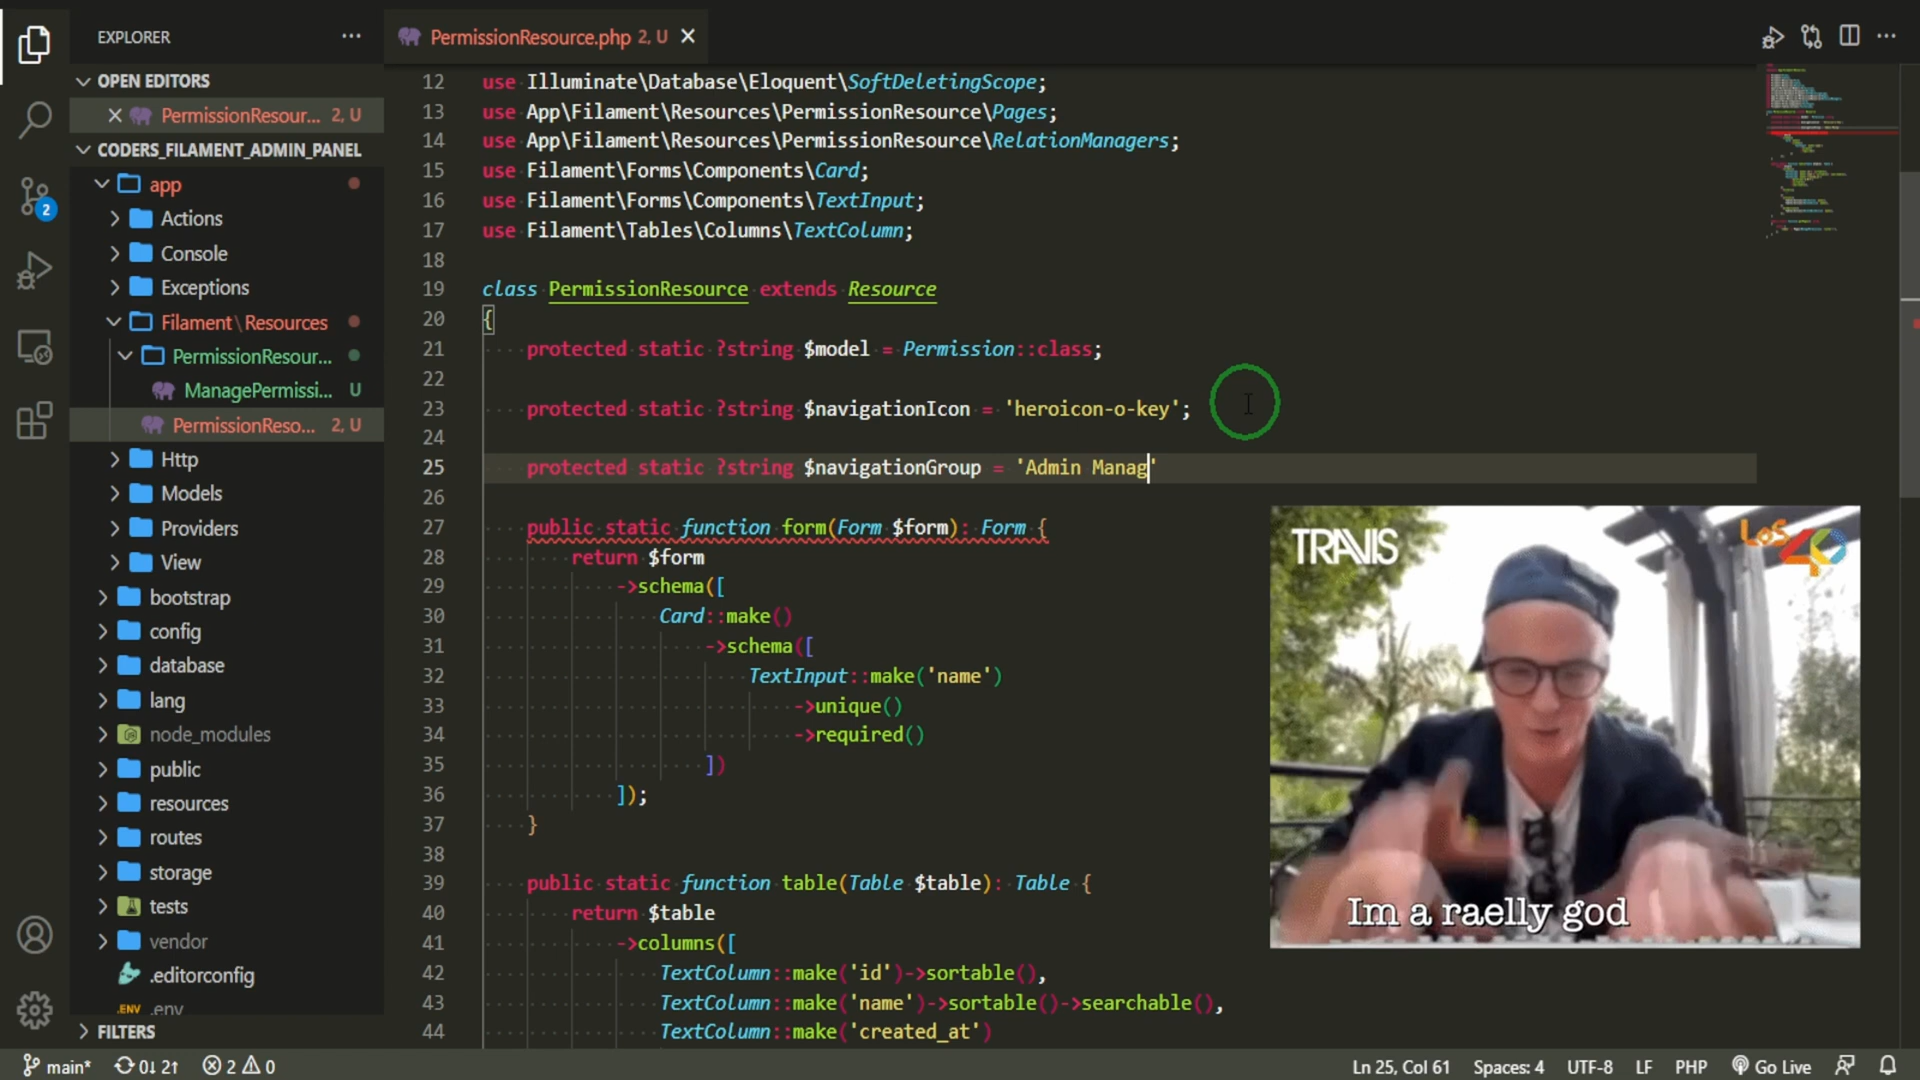 EXPLORER
OPEN EDITORS
PermissionResour... 2, U
CODERS_FILAMENT_ADMIN_PANEL
app
Actions
Console
Exceptions
Filament\Resources
PermissionResour...
ManagePermissi... U
PermissionReso... 2, U
Http
Models
Providers
View
bootstrap
config
database
lang
node_modules
public
resources
routes
storage
tests
vendor
.editorconfig
.ENV .env
FILTERS
PermissionResource.php 2, U
12 use Illuminate\Database\Eloquent\SoftDeletingScope;
13 use App\Filament\Resources\PermissionResource\Pages;
14 use App\Filament\Resources\PermissionResource\RelationManagers;
15 use Filament\Forms\Components\Card;
16 use Filament\Forms\Components\TextInput;
17 use Filament\Tables\Columns\TextColumn;
18
19 class PermissionResource extends Resource
20 {
21 protected static ?string $model = Permission::class;
22
23 protected static ?string $navigationIcon = 'heroicon-o-key';
24
25 protected static ?string $navigationGroup = 'Admin Manag'
26
27 public static function form(Form $form): Form {
28 return $form
29 ->schema([
30 Card::make()
31 ->schema([
32 TextInput::make('name')
33 ->unique()
34 ->required()
35 ])
36 ]);
37 }
38
39 public static function table(Table $table): Table {
40 return $table
41 ->columns([
42 TextColumn::make('id')->sortable(),
43 TextColumn::make('name')->sortable()->searchable(),
44 TextColumn::make('created_at')
TRAVIS
LOS 40
Im a raelly god
2
main* 0↓ 2↑ 2 0
Ln 25, Col 61 Spaces: 4 UTF-8 LF PHP Go Live